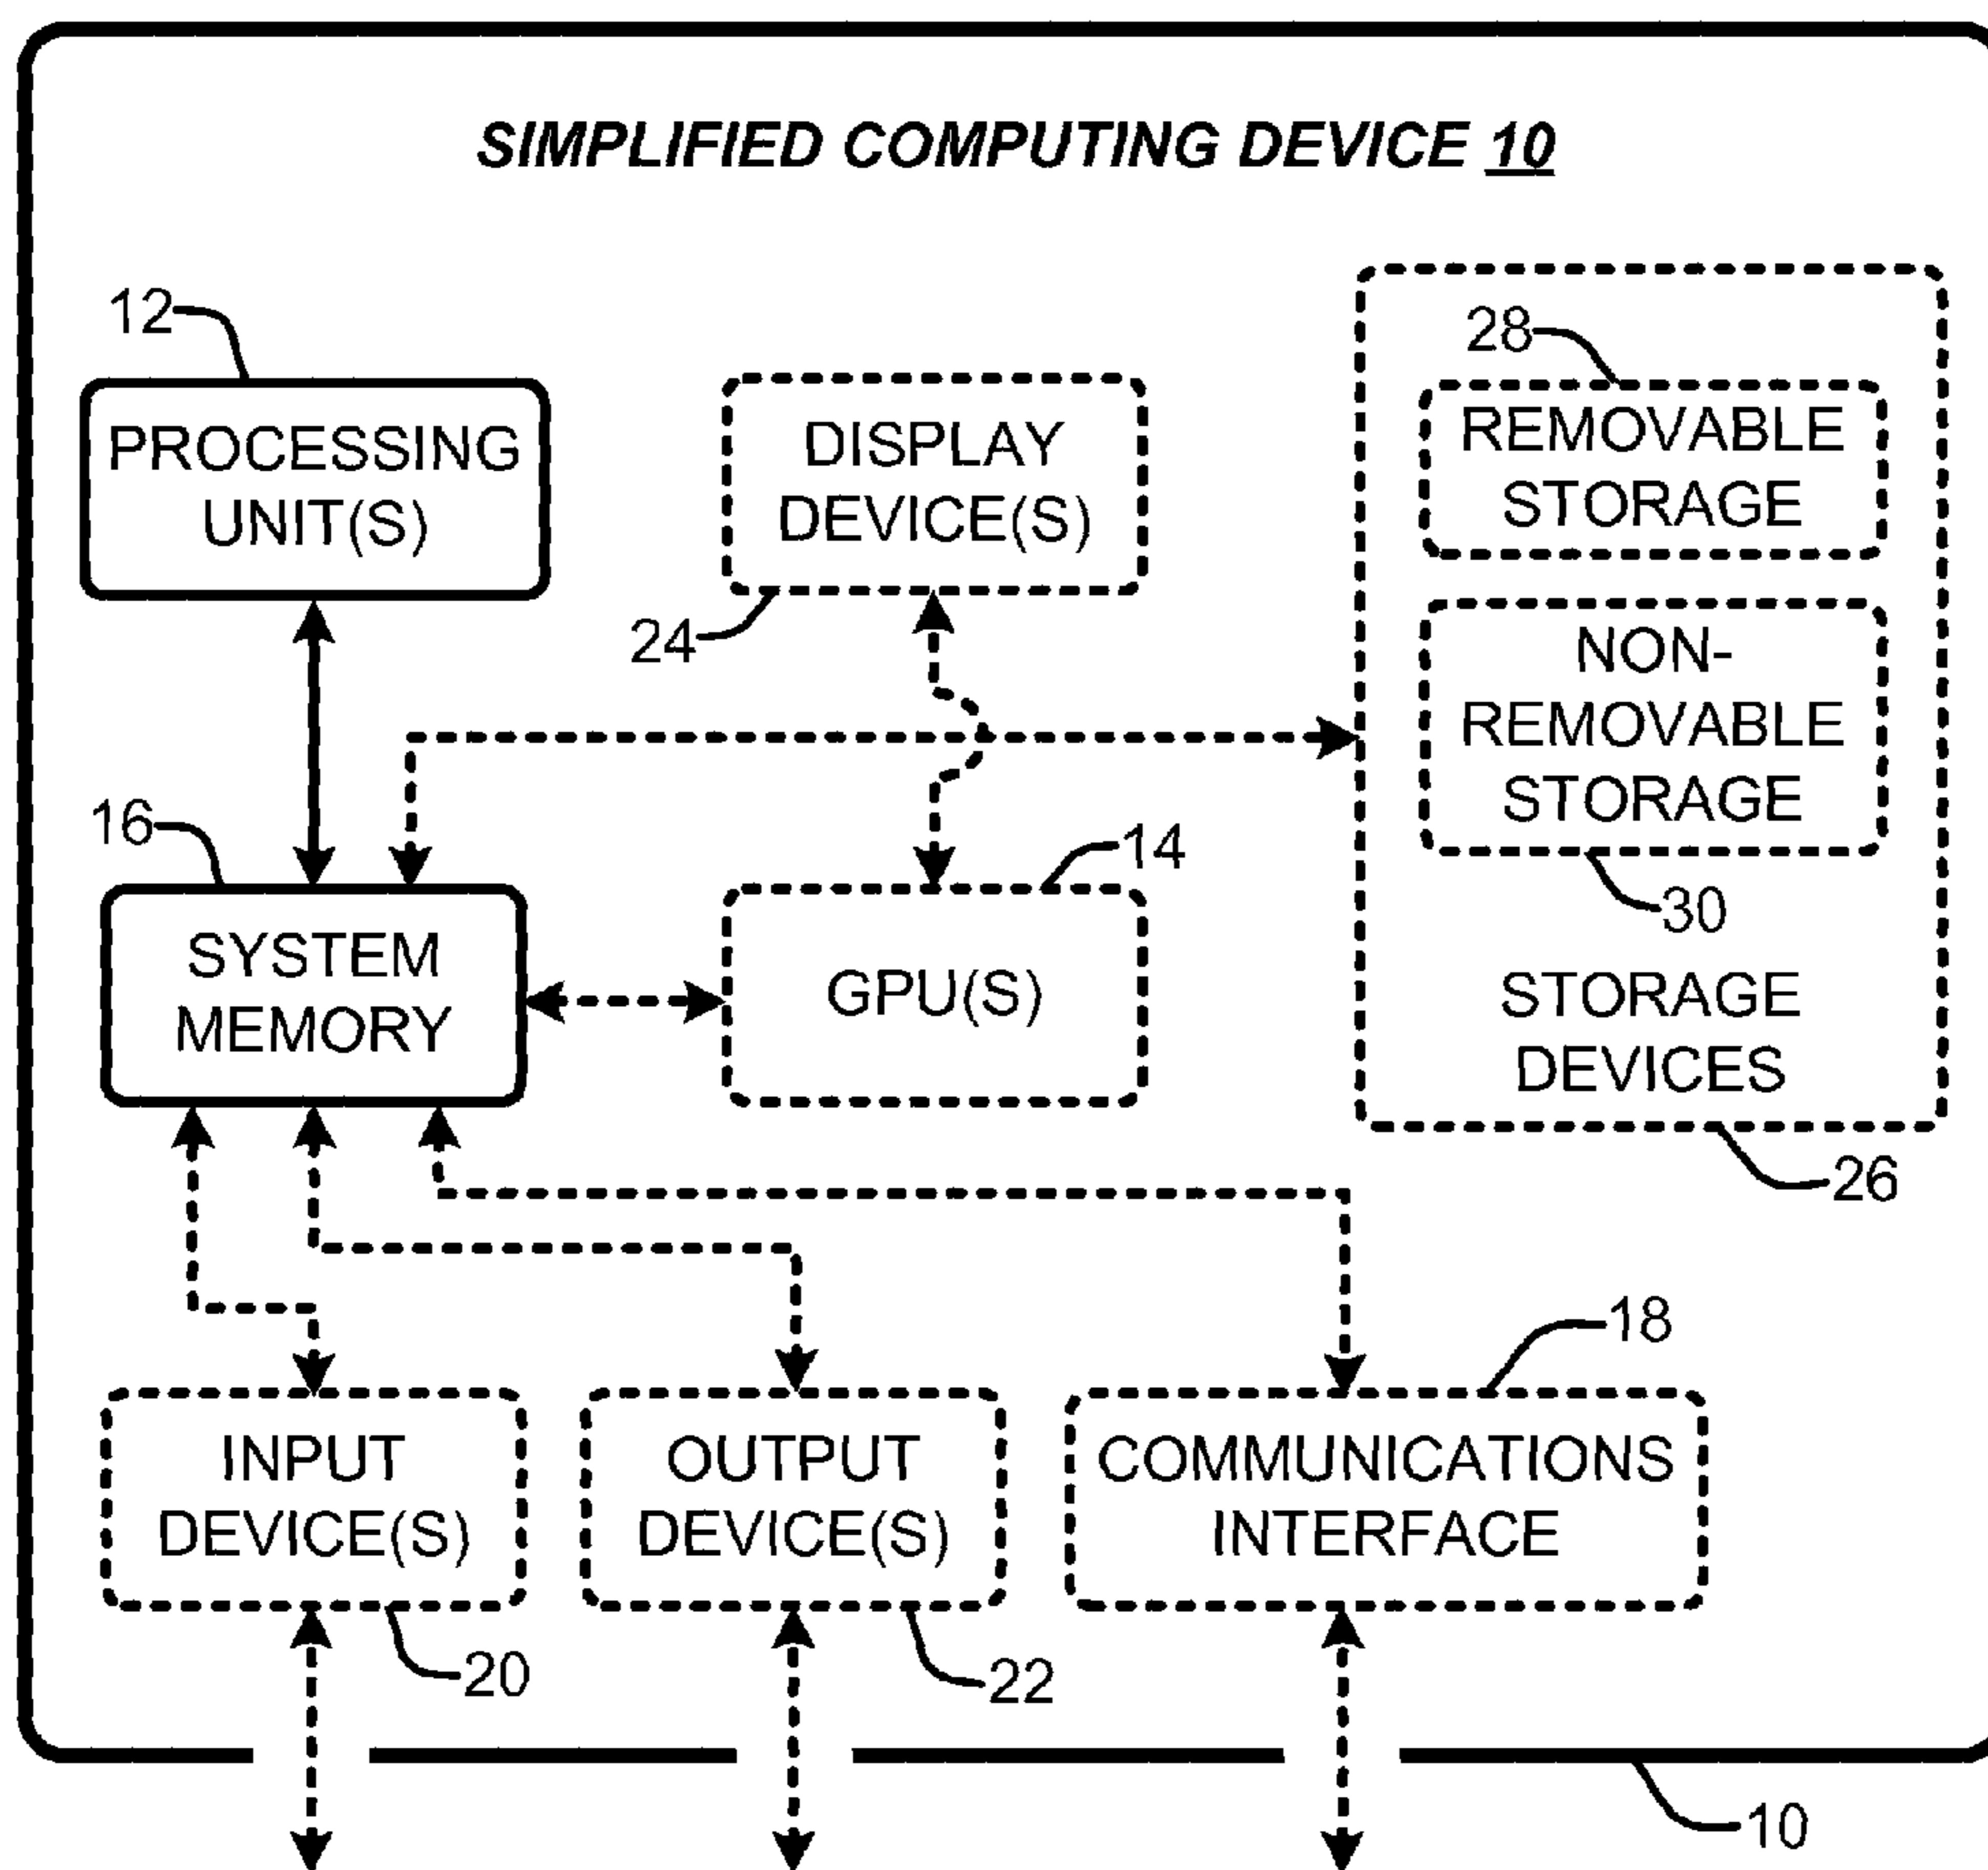 SIMPLIFIED COMPUTING DEVICE 10
12
PROCESSING
UNIT(S)
DISPLAY
DEVICE(S)
24
28
REMOVABLE
STORAGE
NON-
REMOVABLE
STORAGE
30
STORAGE
DEVICES
26
16
SYSTEM
MEMORY
14
GPU(S)
18
INPUT
DEVICE(S)
20
OUTPUT
DEVICE(S)
22
COMMUNICATIONS
INTERFACE
10